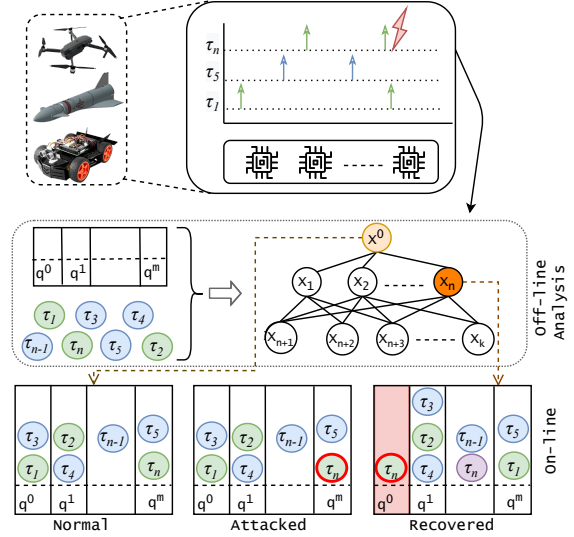 τn
τ5
τ1
q⁰ q¹ qᵐ
τ1 τ3 τ4
τn-1 τn τ5 τ2
x⁰
x1 x2 xn
xn+1 xn+2 xn+3 xk
Off-line
Analysis
τ3 τ2 τn-1 τ5
τ1 τ4 τn
q⁰ q¹ qᵐ
Normal
τ3 τ2 τn-1 τ5
τ1 τ4 τn
q⁰ q¹ qᵐ
Attacked
τ3
τ2 τn-1 τ5
τn τ4 τn τ1
q⁰ q¹ qᵐ
Recovered
On-line